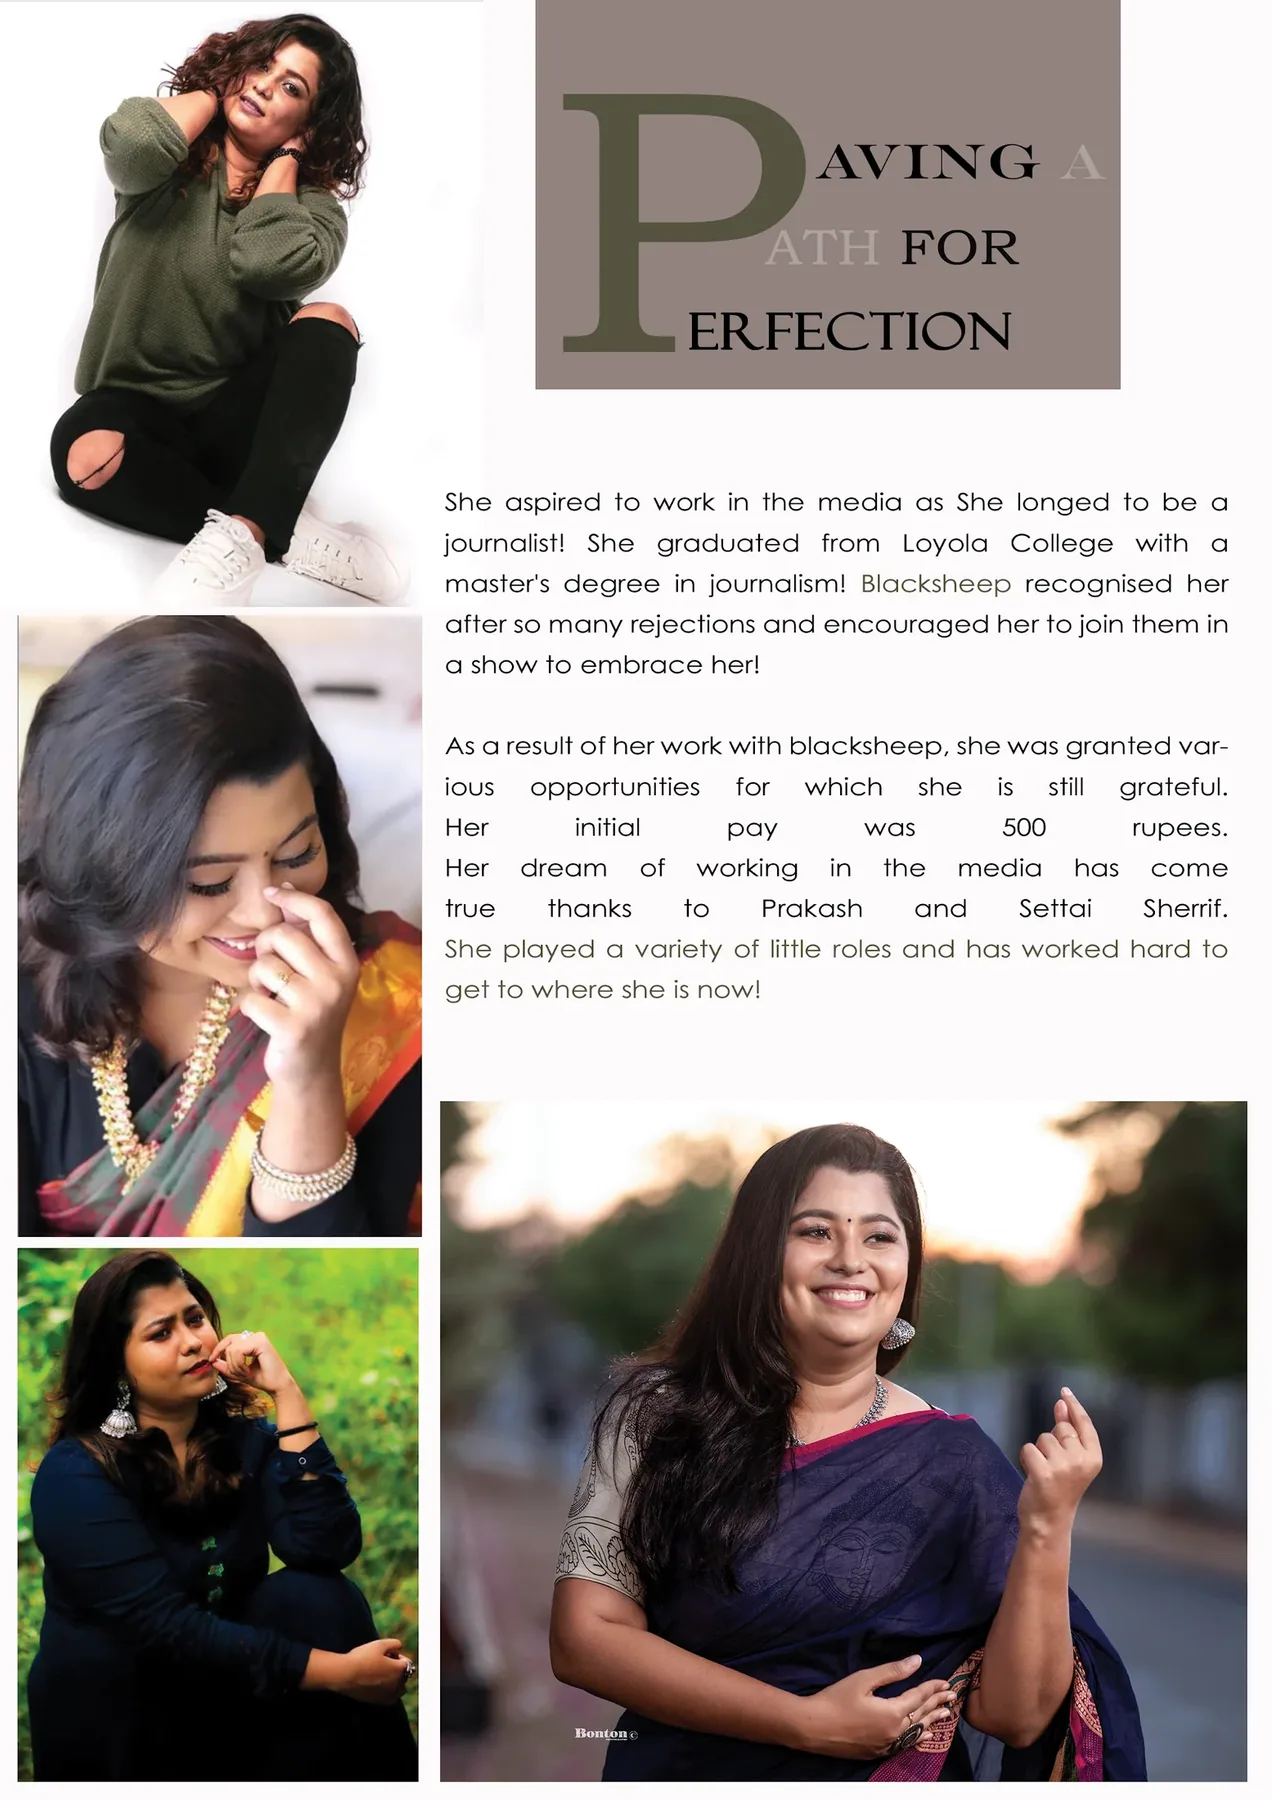 PAVING A
PATH FOR
PERFECTION
She aspired to work in the media as She longed to be a
journalist! She graduated from Loyola College with a
master's degree in journalism! Blacksheep recognised her
after so many rejections and encouraged her to join them in
a show to embrace her!
As a result of her work with blacksheep, she was granted var-
ious opportunities for which she is still grateful.
Her initial pay was 500 rupees.
Her dream of working in the media has come
true thanks to Prakash and Settai Sherrif.
She played a variety of little roles and has worked hard to
get to where she is now!
Bonton ©